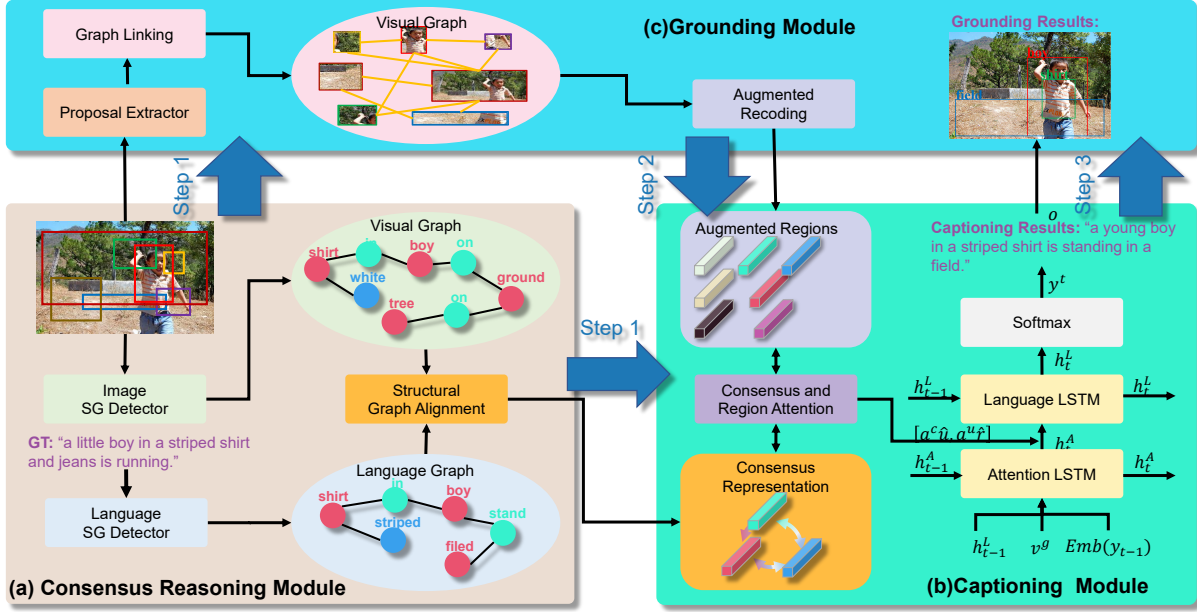 Graph Linking
Proposal Extractor
Visual Graph
(c)Grounding Module
Augmented
Recoding
Grounding Results:
boy
shirt
field
Step 1
Step 2
Step 3
Visual Graph
in
shirt
boy
on
white
ground
tree
on
Image
SG Detector
Structural
Graph Alignment
GT: "a little boy in a striped shirt
and jeans is running."
Language
SG Detector
Language Graph
in
shirt
boy
striped
stand
filed
(a) Consensus Reasoning Module
Step 1
Augmented Regions
Consensus and
Region Attention
Consensus
Representation
o
Captioning Results: "a young boy
in a striped shirt is standing in a
field."
y^t
Softmax
h_t^L
h_{t-1}^L
Language LSTM
h_t^L
[a^c û, a^u r̂]
h_t^A
h_{t-1}^A
Attention LSTM
h_t^A
h_{t-1}^L
v^g
Emb(y_{t-1})
(b)Captioning Module